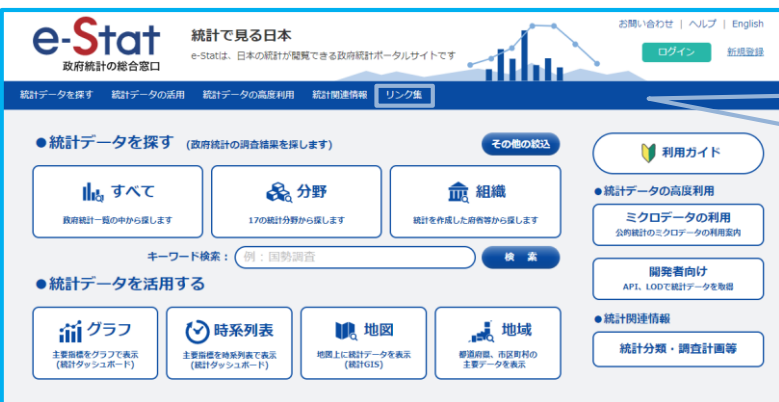 e-Stat
政府統計の総合窓口
統計で見る日本
e-Statは、日本の統計が閲覧できる政府統計ポータルサイトです
お問い合わせ | ヘルプ | English
ログイン 新規登録
統計データを探す 統計データの活用 統計データの高度利用 統計関連情報 リンク集
●統計データを探す (政府統計の調査結果を探します) その他の絞込
すべて
政府統計一覧の中から探します
分野
17の統計分野から探します
組織
統計を作成した府省等から探します
キーワード検索: 例:国勢調査 検 索
●統計データを活用する
グラフ
主要指標をグラフで表示
(統計ダッシュボード)
時系列表
主要指標を時系列表で表示
(統計ダッシュボード)
地図
地図上に統計データを表示
(統計GIS)
地域
都道府県、市区町村の
主要データを表示
利用ガイド
●統計データの高度利用
ミクロデータの利用
公的統計のミクロデータの利用案内
開発者向け
API、LODで統計データを取得
●統計関連情報
統計分類・調査計画等